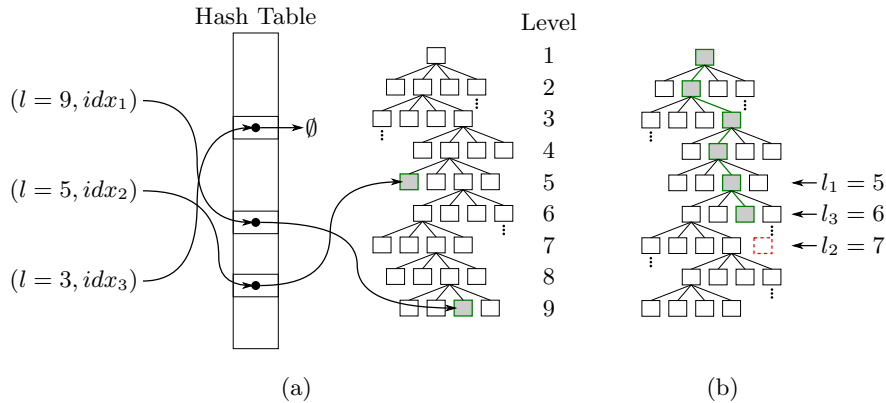 Hash Table
Level
(l = 9, idx₁)
(l = 5, idx₂)
(l = 3, idx₃)
∅
1
2
3
4
5
6
7
8
9
l₁ = 5
l₃ = 6
l₂ = 7
(a)
(b)